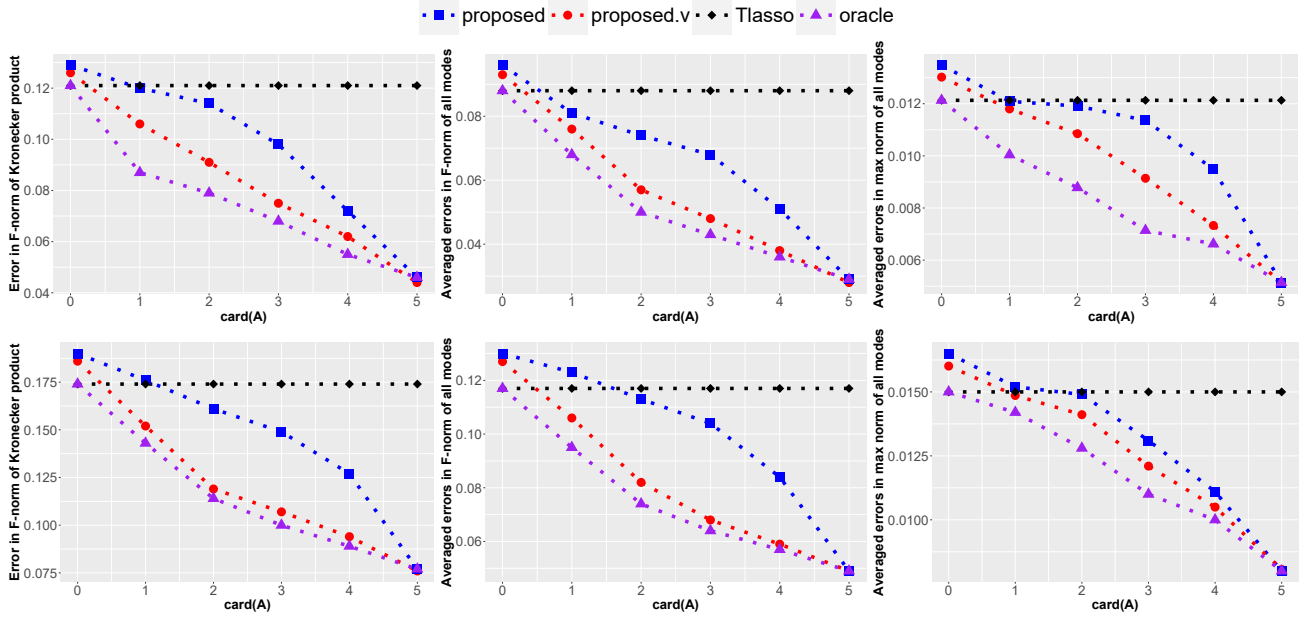 proposed proposed.v Tlasso oracle
Error in F-norm of Kronecker product
0.12
0.10
0.08
0.06
0.04
0 1 2 3 4 5
card(A)
Averaged errors in F-norm of all modes
0.08
0.06
0.04
0 1 2 3 4 5
card(A)
Averaged errors in max norm of all modes
0.012
0.010
0.008
0.006
0 1 2 3 4 5
card(A)
Error in F-norm of Kronecker product
0.175
0.150
0.125
0.100
0.075
0 1 2 3 4 5
card(A)
Averaged errors in F-norm of all modes
0.12
0.10
0.08
0.06
0 1 2 3 4 5
card(A)
Averaged errors in max norm of all modes
0.0150
0.0125
0.0100
0 1 2 3 4 5
card(A)